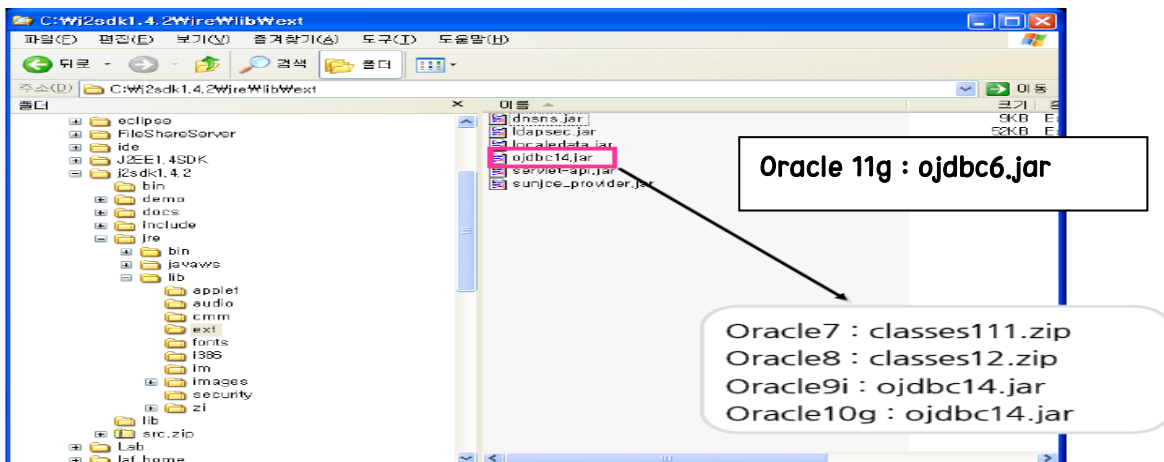 C:₩j2sdk1.4.2₩jre₩lib₩ext
파일(F) 편집(E) 보기(V) 즐겨찾기(A) 도구(T) 도움말(H)
뒤로 검색 폴더
주소(D) C:₩j2sdk1.4.2₩jre₩lib₩ext 이동
폴더 이름 크기
eclipse
FileShareServer
ide
J2EE1.4SDK
j2sdk1.4.2
bin
demo
docs
include
jre
bin
javaws
lib
applet
audio
cmm
ext
fonts
i386
im
images
security
zi
lib
src.zip
Lab
laf.home
dnsns.jar 9KB
ldapsec.jar 52KB
localedata.jar
ojdbc14.jar
servlet-api.jar
sunjce_provider.jar
Oracle 11g : ojdbc6.jar
Oracle7 : classes111.zip
Oracle8 : classes12.zip
Oracle9i : ojdbc14.jar
Oracle10g : ojdbc14.jar